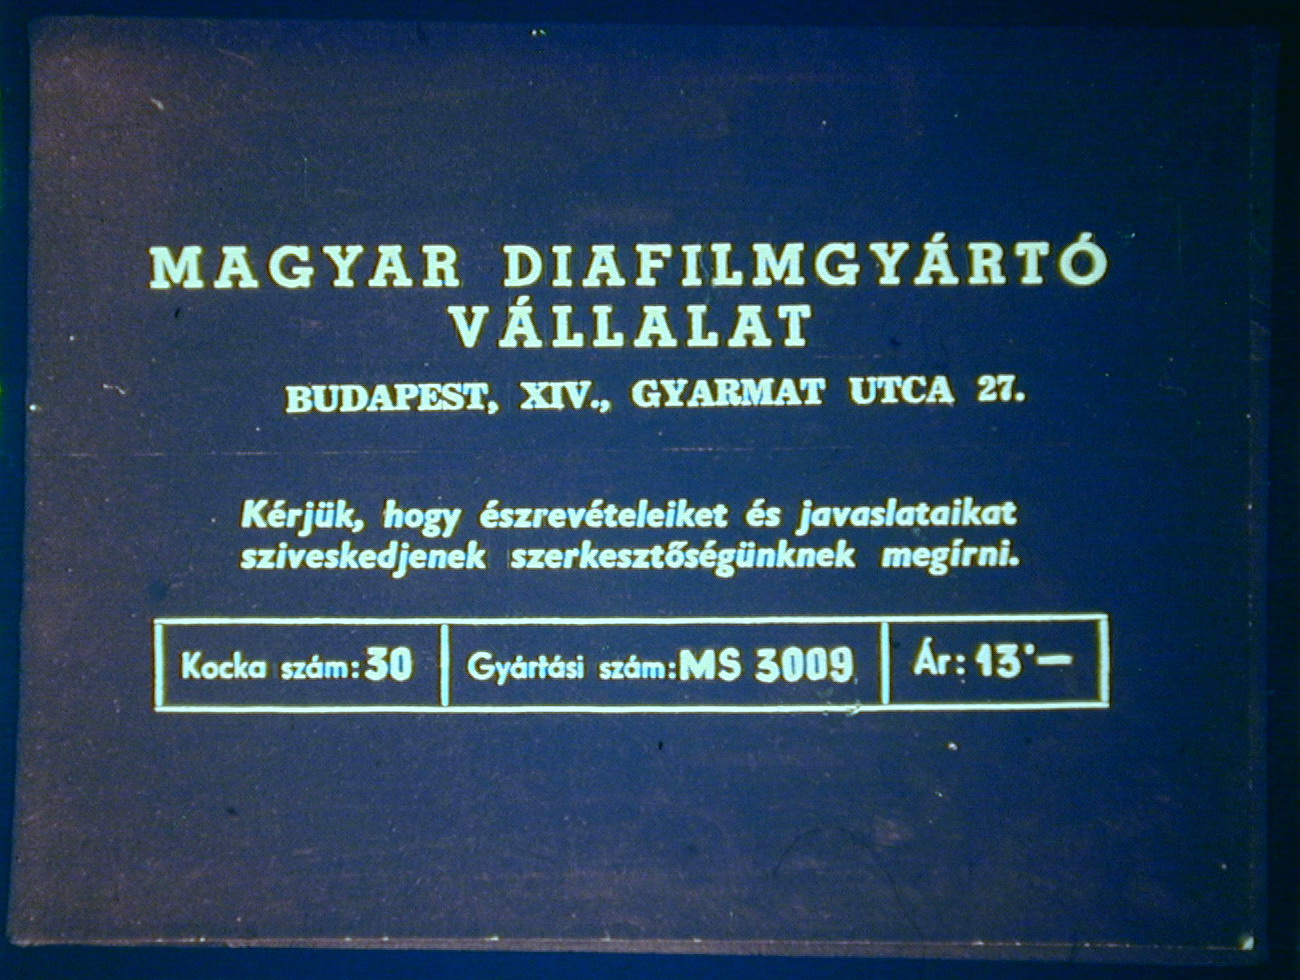 MAGYAR DIAFILMGYÁRTÓ
VÁLLALAT
BUDAPEST, XIV., GYARMAT UTCA 27.
Kérjük, hogy észrevételeiket és javaslataikat
sziveskedjenek szerkesztőségünknek megírni.
Kocka szám: 30 Gyártási szám: MS 3009 Ár: 13˙—